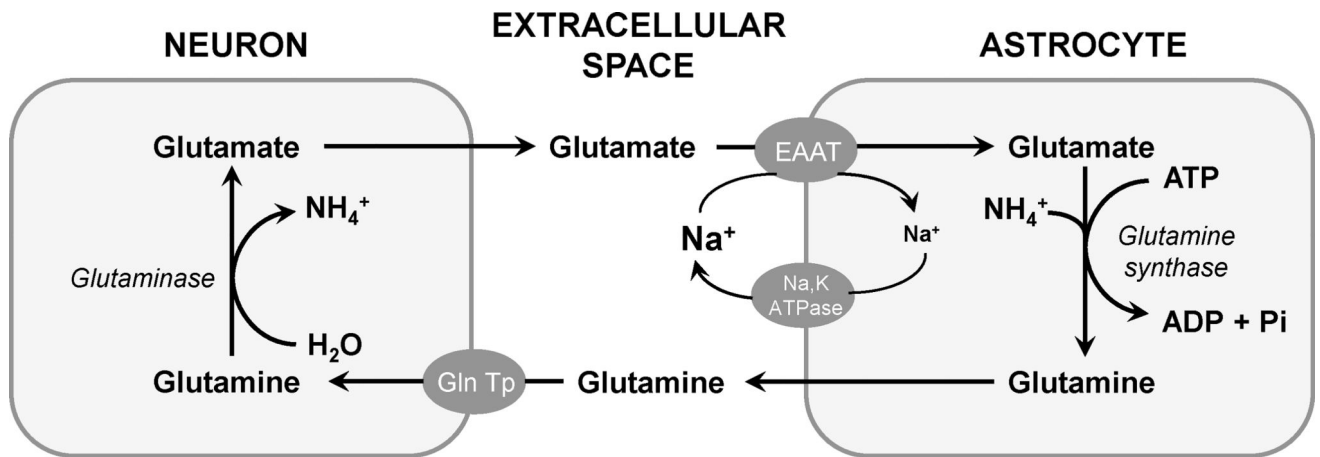 NEURON
EXTRACELLULAR
SPACE
ASTROCYTE
Glutamate
Glutamate
EAAT
Glutamate
ATP
NH₄⁺
NH₄⁺
Na⁺
Na⁺
Glutamine
synthase
Glutaminase
Na,K
ATPase
ADP + Pi
H₂O
Glutamine
Gln Tp
Glutamine
Glutamine